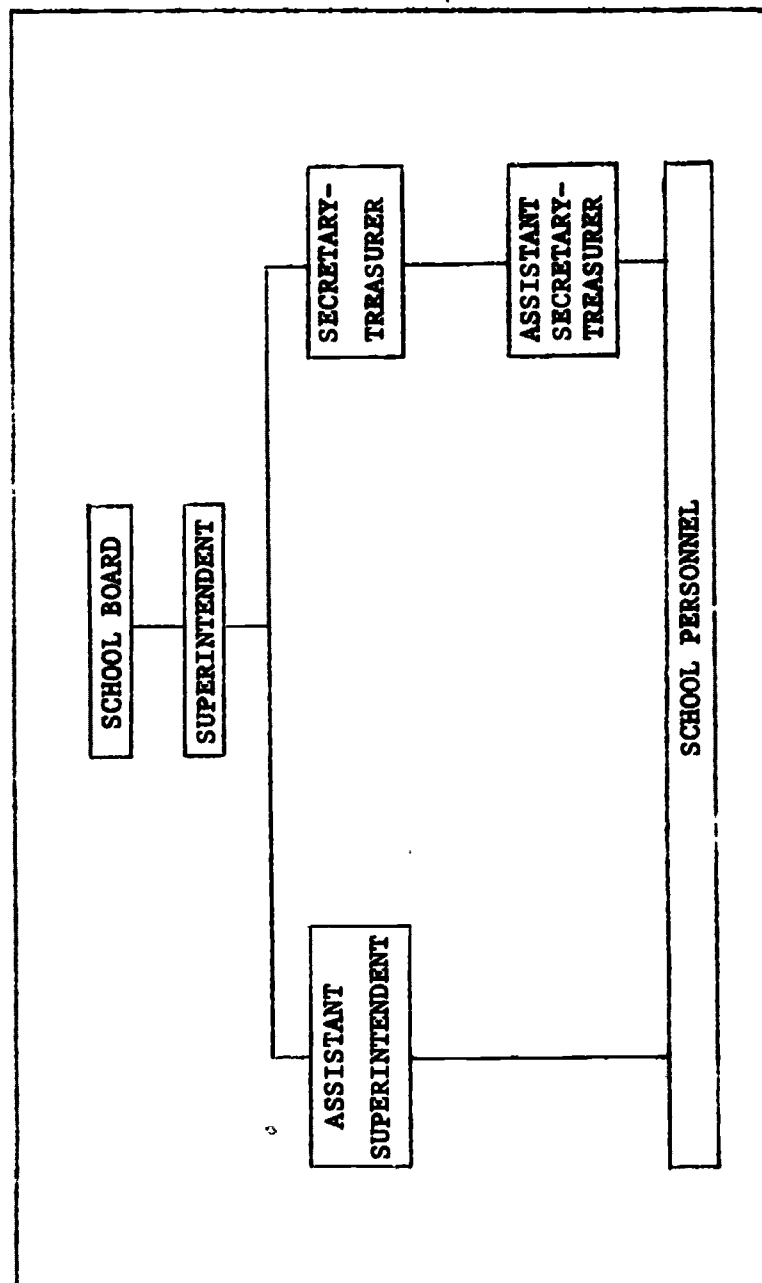 SCHOOL BOARD
SUPERINTENDENT
ASSISTANT
SUPERINTENDENT
SECRETARY-
TREASURER
ASSISTANT
SECRETARY-
TREASURER
SCHOOL PERSONNEL